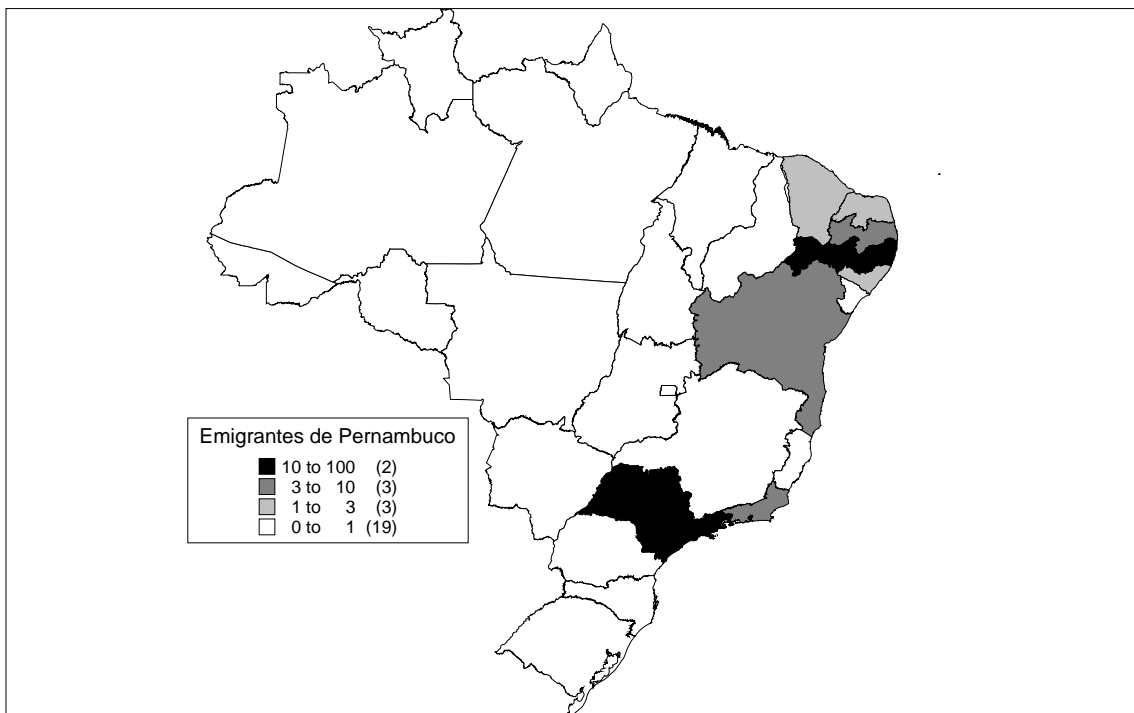 Emigrantes de Pernambuco
10 to 100 (2)
3 to 10 (3)
1 to 3 (3)
0 to 1 (19)